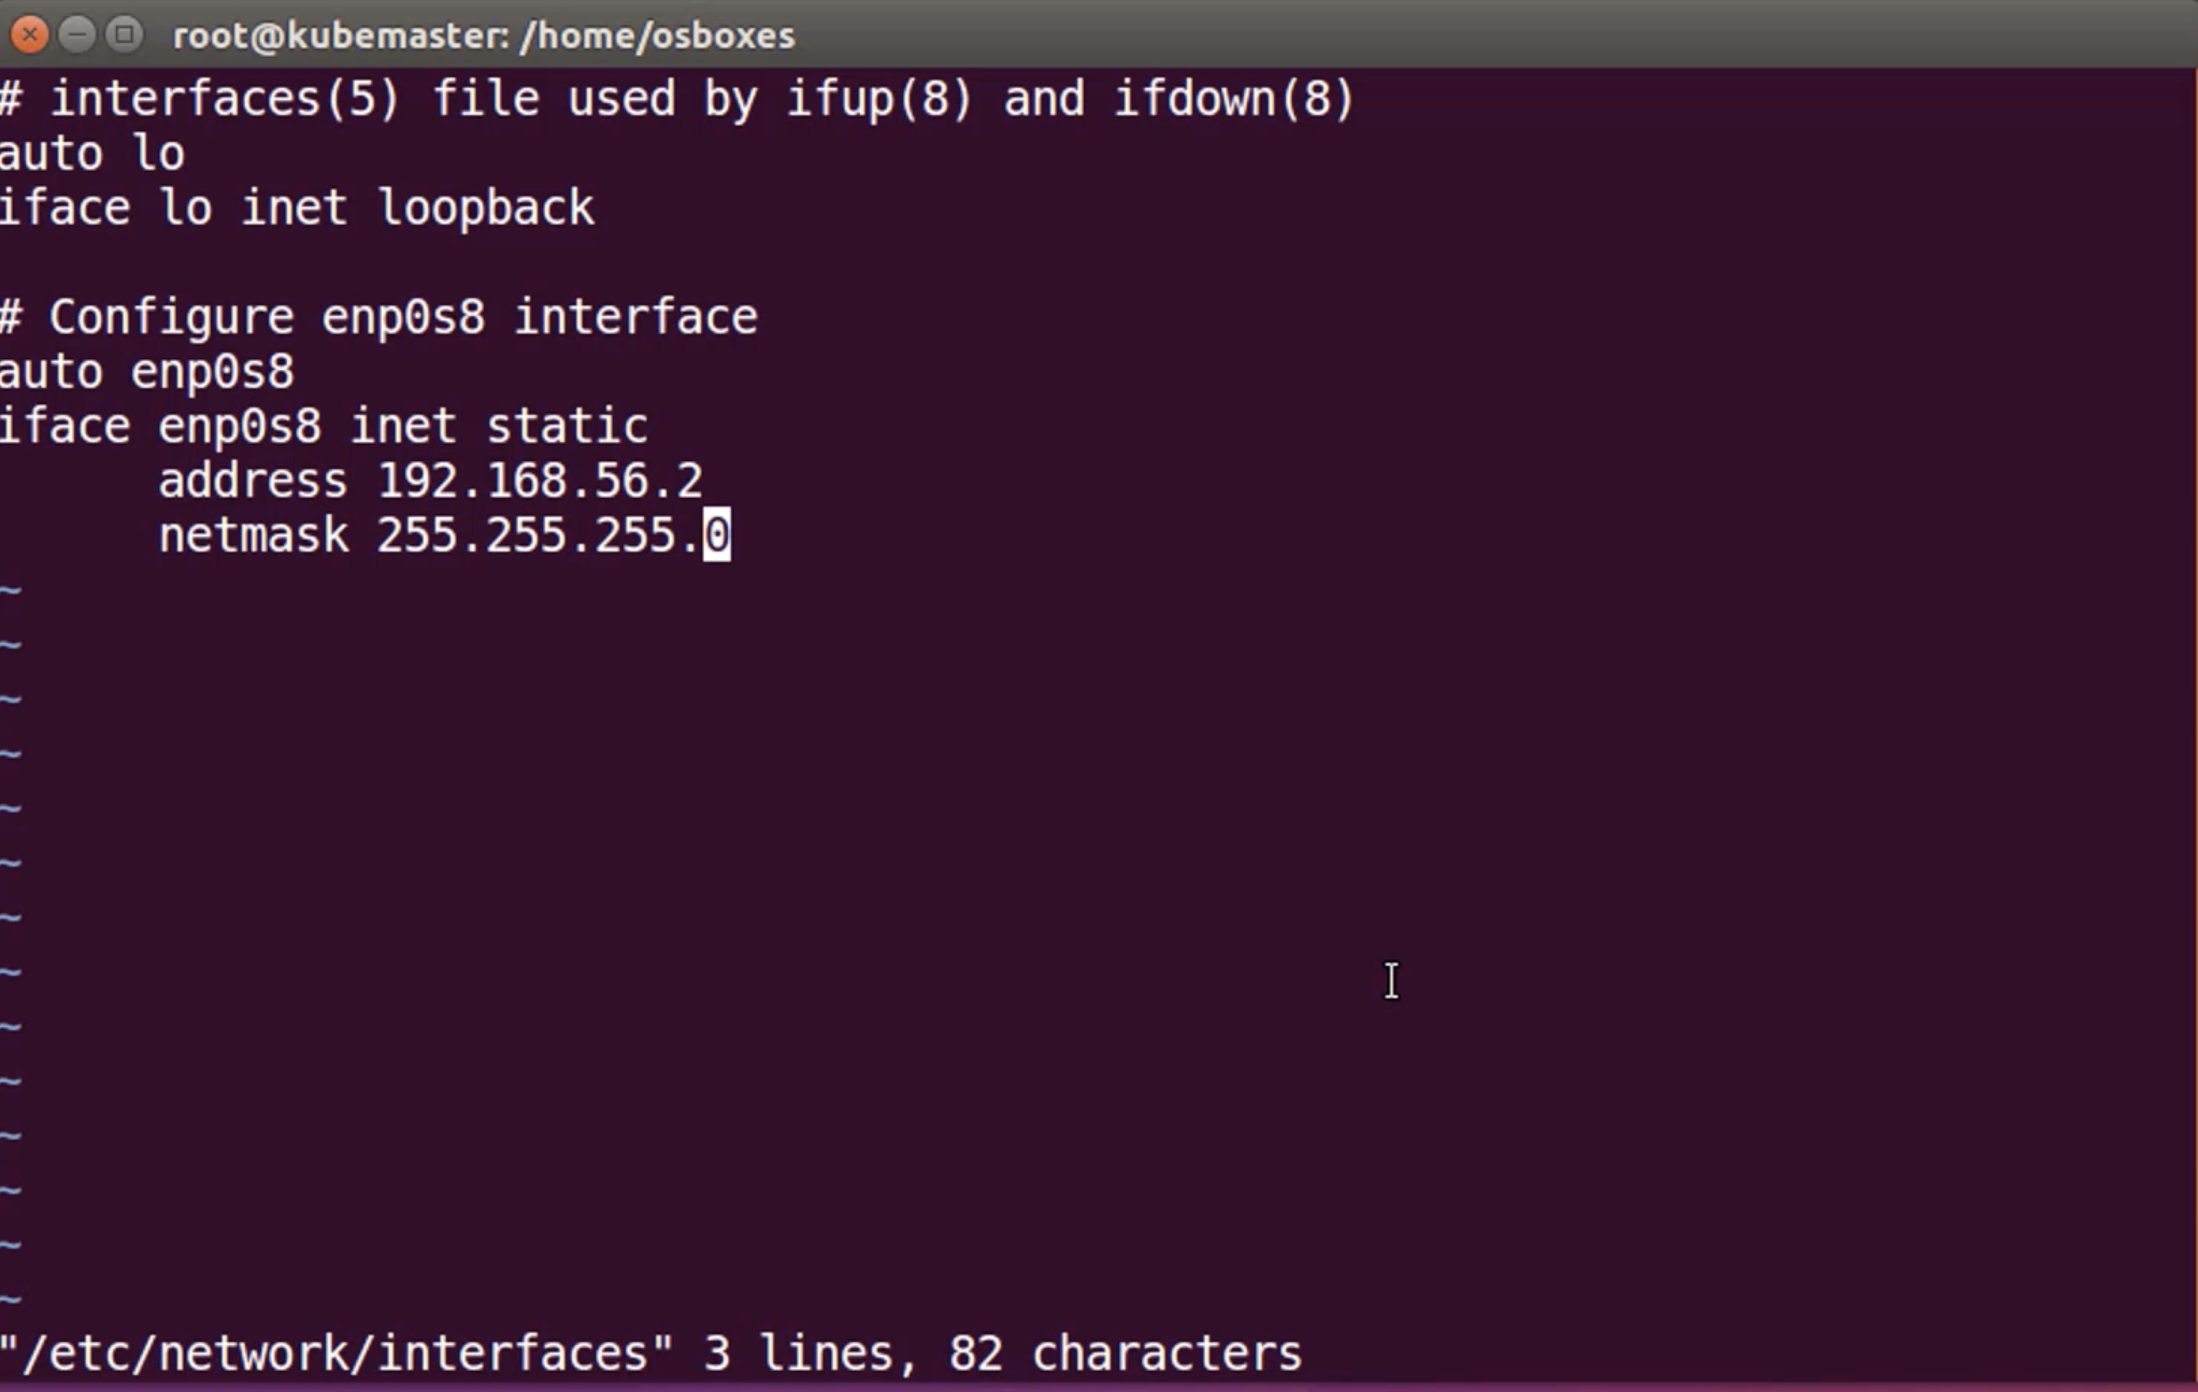 root@kubemaster: /home/osboxes
# interfaces(5) file used by ifup(8) and ifdown(8)
auto lo
iface lo inet loopback

# Configure enp0s8 interface
auto enp0s8
iface enp0s8 inet static
      address 192.168.56.2
      netmask 255.255.255.0
~
~
~
~
~
~
~
~
~
~
~
~
~
~
"/etc/network/interfaces" 3 lines, 82 characters